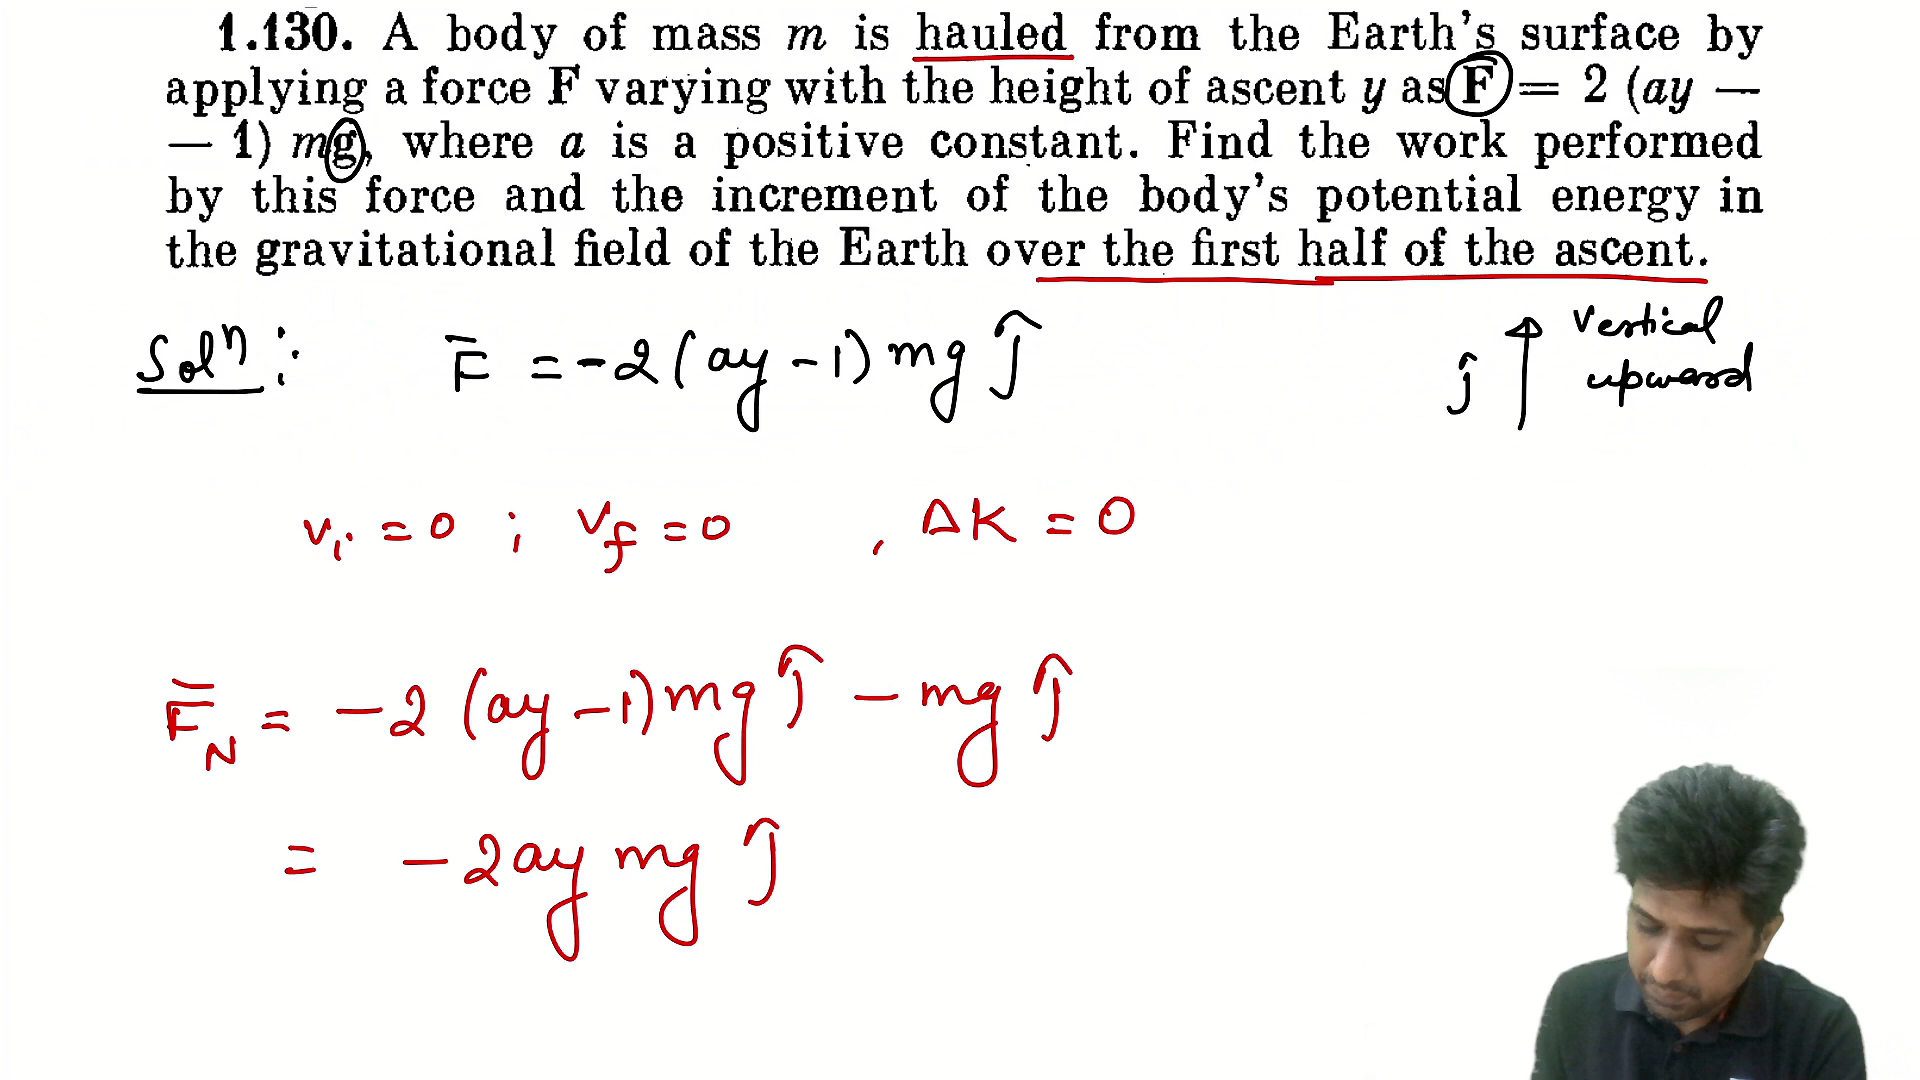 1.130. A body of mass m is hauled from the Earth's surface by
applying a force F varying with the height of ascent y as F = 2 (ay —
— 1) mg, where a is a positive constant. Find the work performed
by this force and the increment of the body's potential energy in
the gravitational field of the Earth over the first half of the ascent.
Solⁿ : F̄ = -2(ay-1) mg ĵ
ĵ ↑ Vertical
upward
vᵢ = 0 ; v_f = 0 , ΔK = 0
F̄_N = -2 (ay-1) mg ĵ - mg ĵ
= -2ay mg ĵ